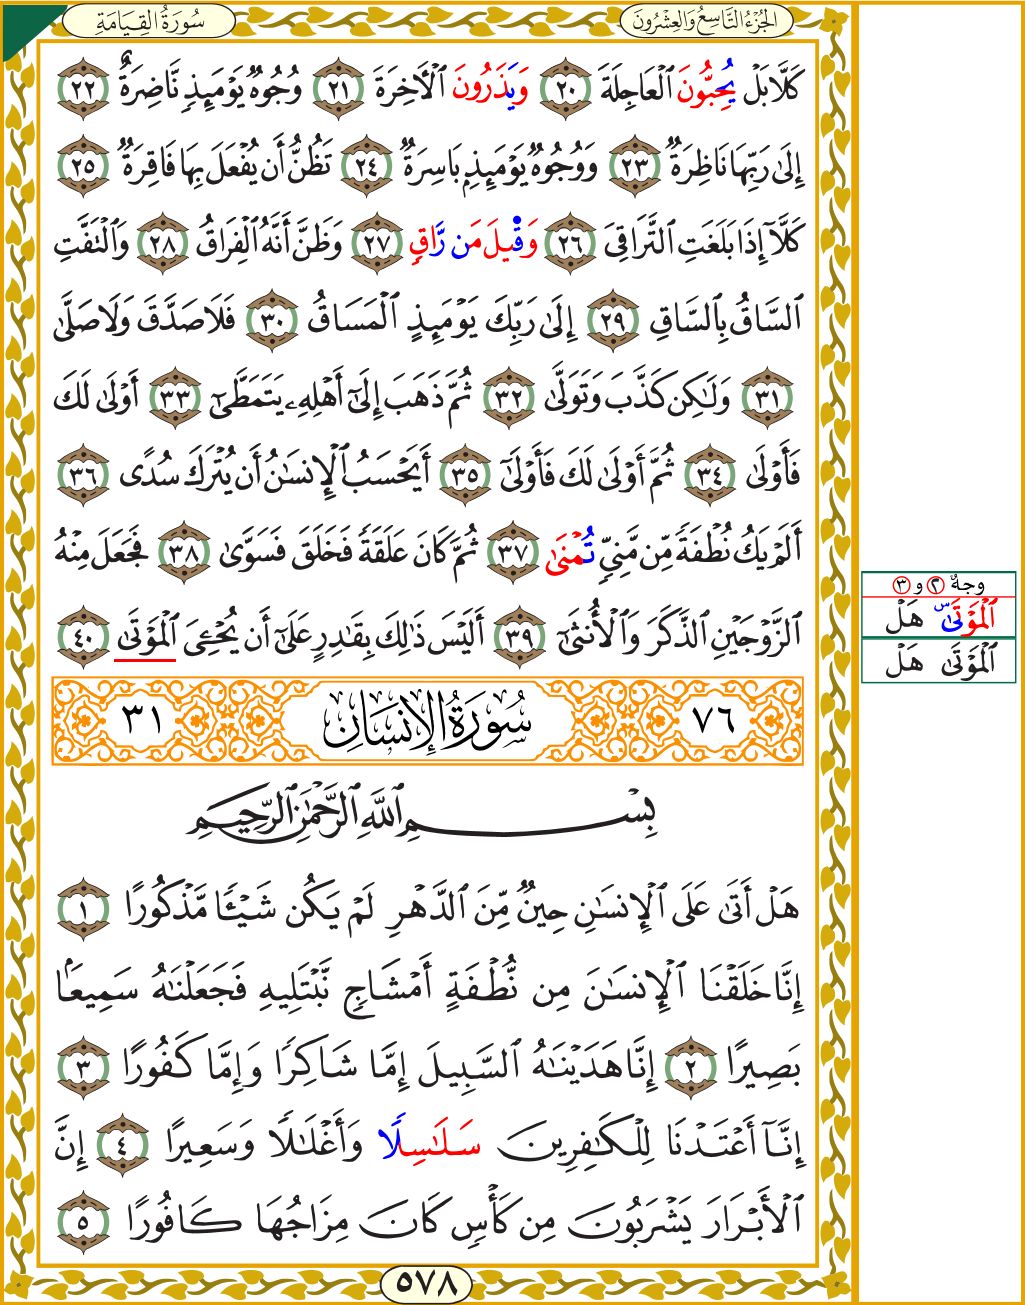 سُورَةُ القِيَامَةِ
الجُزْءُ التَّاسِعُ وَالعِشْرُونَ
كَلَّا بَلْ يُحِبُّونَ ٱلْعَاجِلَةَ ٢٠ وَيَذَرُونَ ٱلْأَخِرَةَ ٢١ وُجُوهٌ يَوْمَئِذٍ نَّاضِرَةٌ ٢٢
إِلَىٰ رَبِّهَا نَاظِرَةٌ ٢٣ وَوُجُوهٌ يَوْمَئِذٍ بَاسِرَةٌ ٢٤ تَظُنُّ أَن يُفْعَلَ بِهَا فَاقِرَةٌ ٢٥
كَلَّآ إِذَا بَلَغَتِ ٱلتَّرَاقِىَ ٢٦ وَقِيلَ مَن رَّاقٍ ٢٧ وَظَنَّ أَنَّهُ ٱلْفِرَاقُ ٢٨ وَٱلْتَفَّتِ
ٱلسَّاقُ بِٱلسَّاقِ ٢٩ إِلَىٰ رَبِّكَ يَوْمَئِذٍ ٱلْمَسَاقُ ٣٠ فَلَا صَدَّقَ وَلَا صَلَّىٰ
٣١ وَلَـٰكِن كَذَّبَ وَتَوَلَّىٰ ٣٢ ثُمَّ ذَهَبَ إِلَىٰٓ أَهْلِهِۦ يَتَمَطَّىٰٓ ٣٣ أَوْلَىٰ لَكَ
فَأَوْلَىٰ ٣٤ ثُمَّ أَوْلَىٰ لَكَ فَأَوْلَىٰٓ ٣٥ أَيَحْسَبُ ٱلْإِنسَـٰنُ أَن يُتْرَكَ سُدًى ٣٦
أَلَمْ يَكُ نُطْفَةً مِّن مَّنِىٍّ تُمْنَىٰ ٣٧ ثُمَّ كَانَ عَلَقَةً فَخَلَقَ فَسَوَّىٰ ٣٨ فَجَعَلَ مِنْهُ
ٱلزَّوْجَيْنِ ٱلذَّكَرَ وَٱلْأُنثَىٰٓ ٣٩ أَلَيْسَ ذَٰلِكَ بِقَـٰدِرٍ عَلَىٰٓ أَن يُحْـِۧىَ ٱلْمَوْتَىٰ ٤٠
وجهٌ ٢ و ٣
ٱلْمَوْتَىٰ س هَلْ
ٱلْمَوْتَىٰ هَلْ
٧٦ سُورَةُ الإِنسَانِ ٣١
بِسْمِ ٱللَّهِ ٱلرَّحْمَـٰنِ ٱلرَّحِيمِ
هَلْ أَتَىٰ عَلَى ٱلْإِنسَـٰنِ حِينٌ مِّنَ ٱلدَّهْرِ لَمْ يَكُن شَيْـًٔا مَّذْكُورًا ١
إِنَّا خَلَقْنَا ٱلْإِنسَـٰنَ مِن نُّطْفَةٍ أَمْشَاجٍ نَّبْتَلِيهِ فَجَعَلْنَـٰهُ سَمِيعًۢا
بَصِيرًا ٢ إِنَّا هَدَيْنَـٰهُ ٱلسَّبِيلَ إِمَّا شَاكِرًا وَإِمَّا كَفُورًا ٣
إِنَّآ أَعْتَدْنَا لِلْكَـٰفِرِينَ سَلَـٰسِلًا وَأَغْلَـٰلًا وَسَعِيرًا ٤ إِنَّ
ٱلْأَبْرَارَ يَشْرَبُونَ مِن كَأْسٍ كَانَ مِزَاجُهَا كَافُورًا ٥
٥٧٨